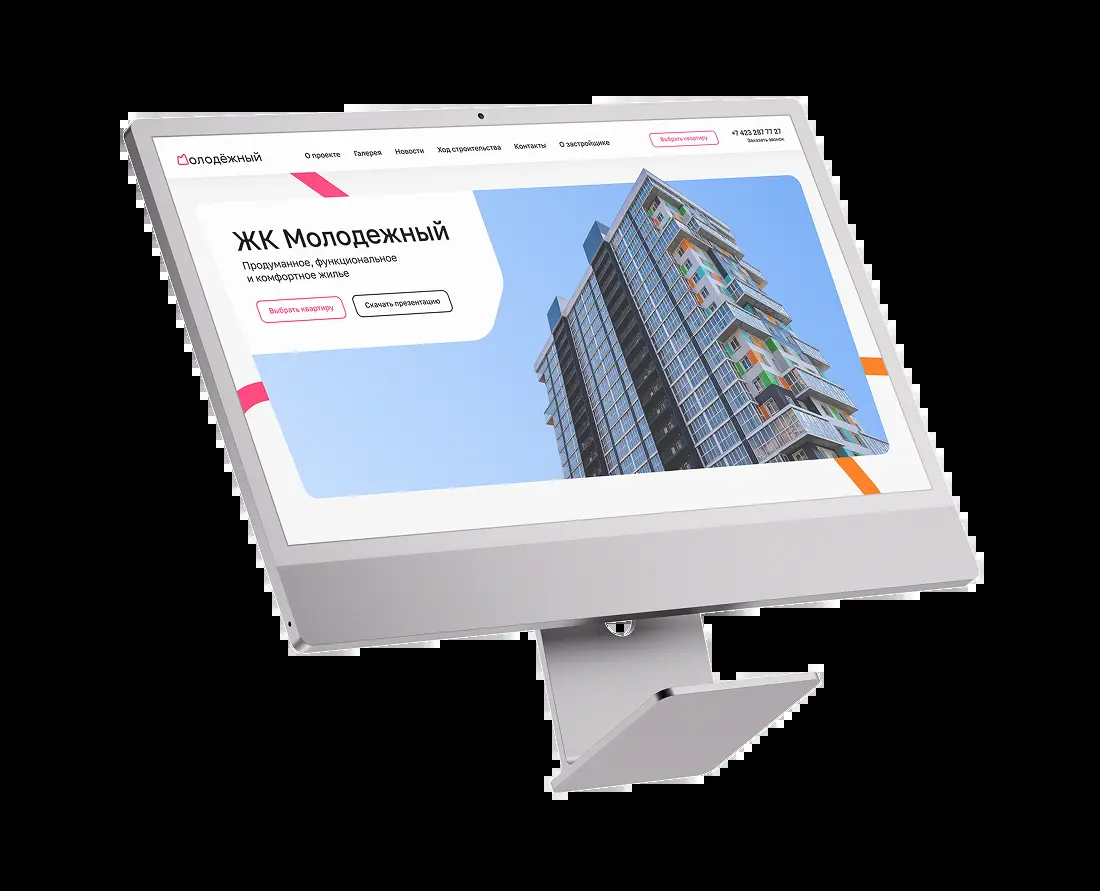 Молодёжный
О проекте
Галерея
Новости
Ход строительства
Контакты
О застройщике
Выбрать квартиру
+7 423 287 77 27
Заказать звонок
ЖК Молодежный
Продуманное, функциональное
и комфортное жилье
Выбрать квартиру
Скачать презентацию